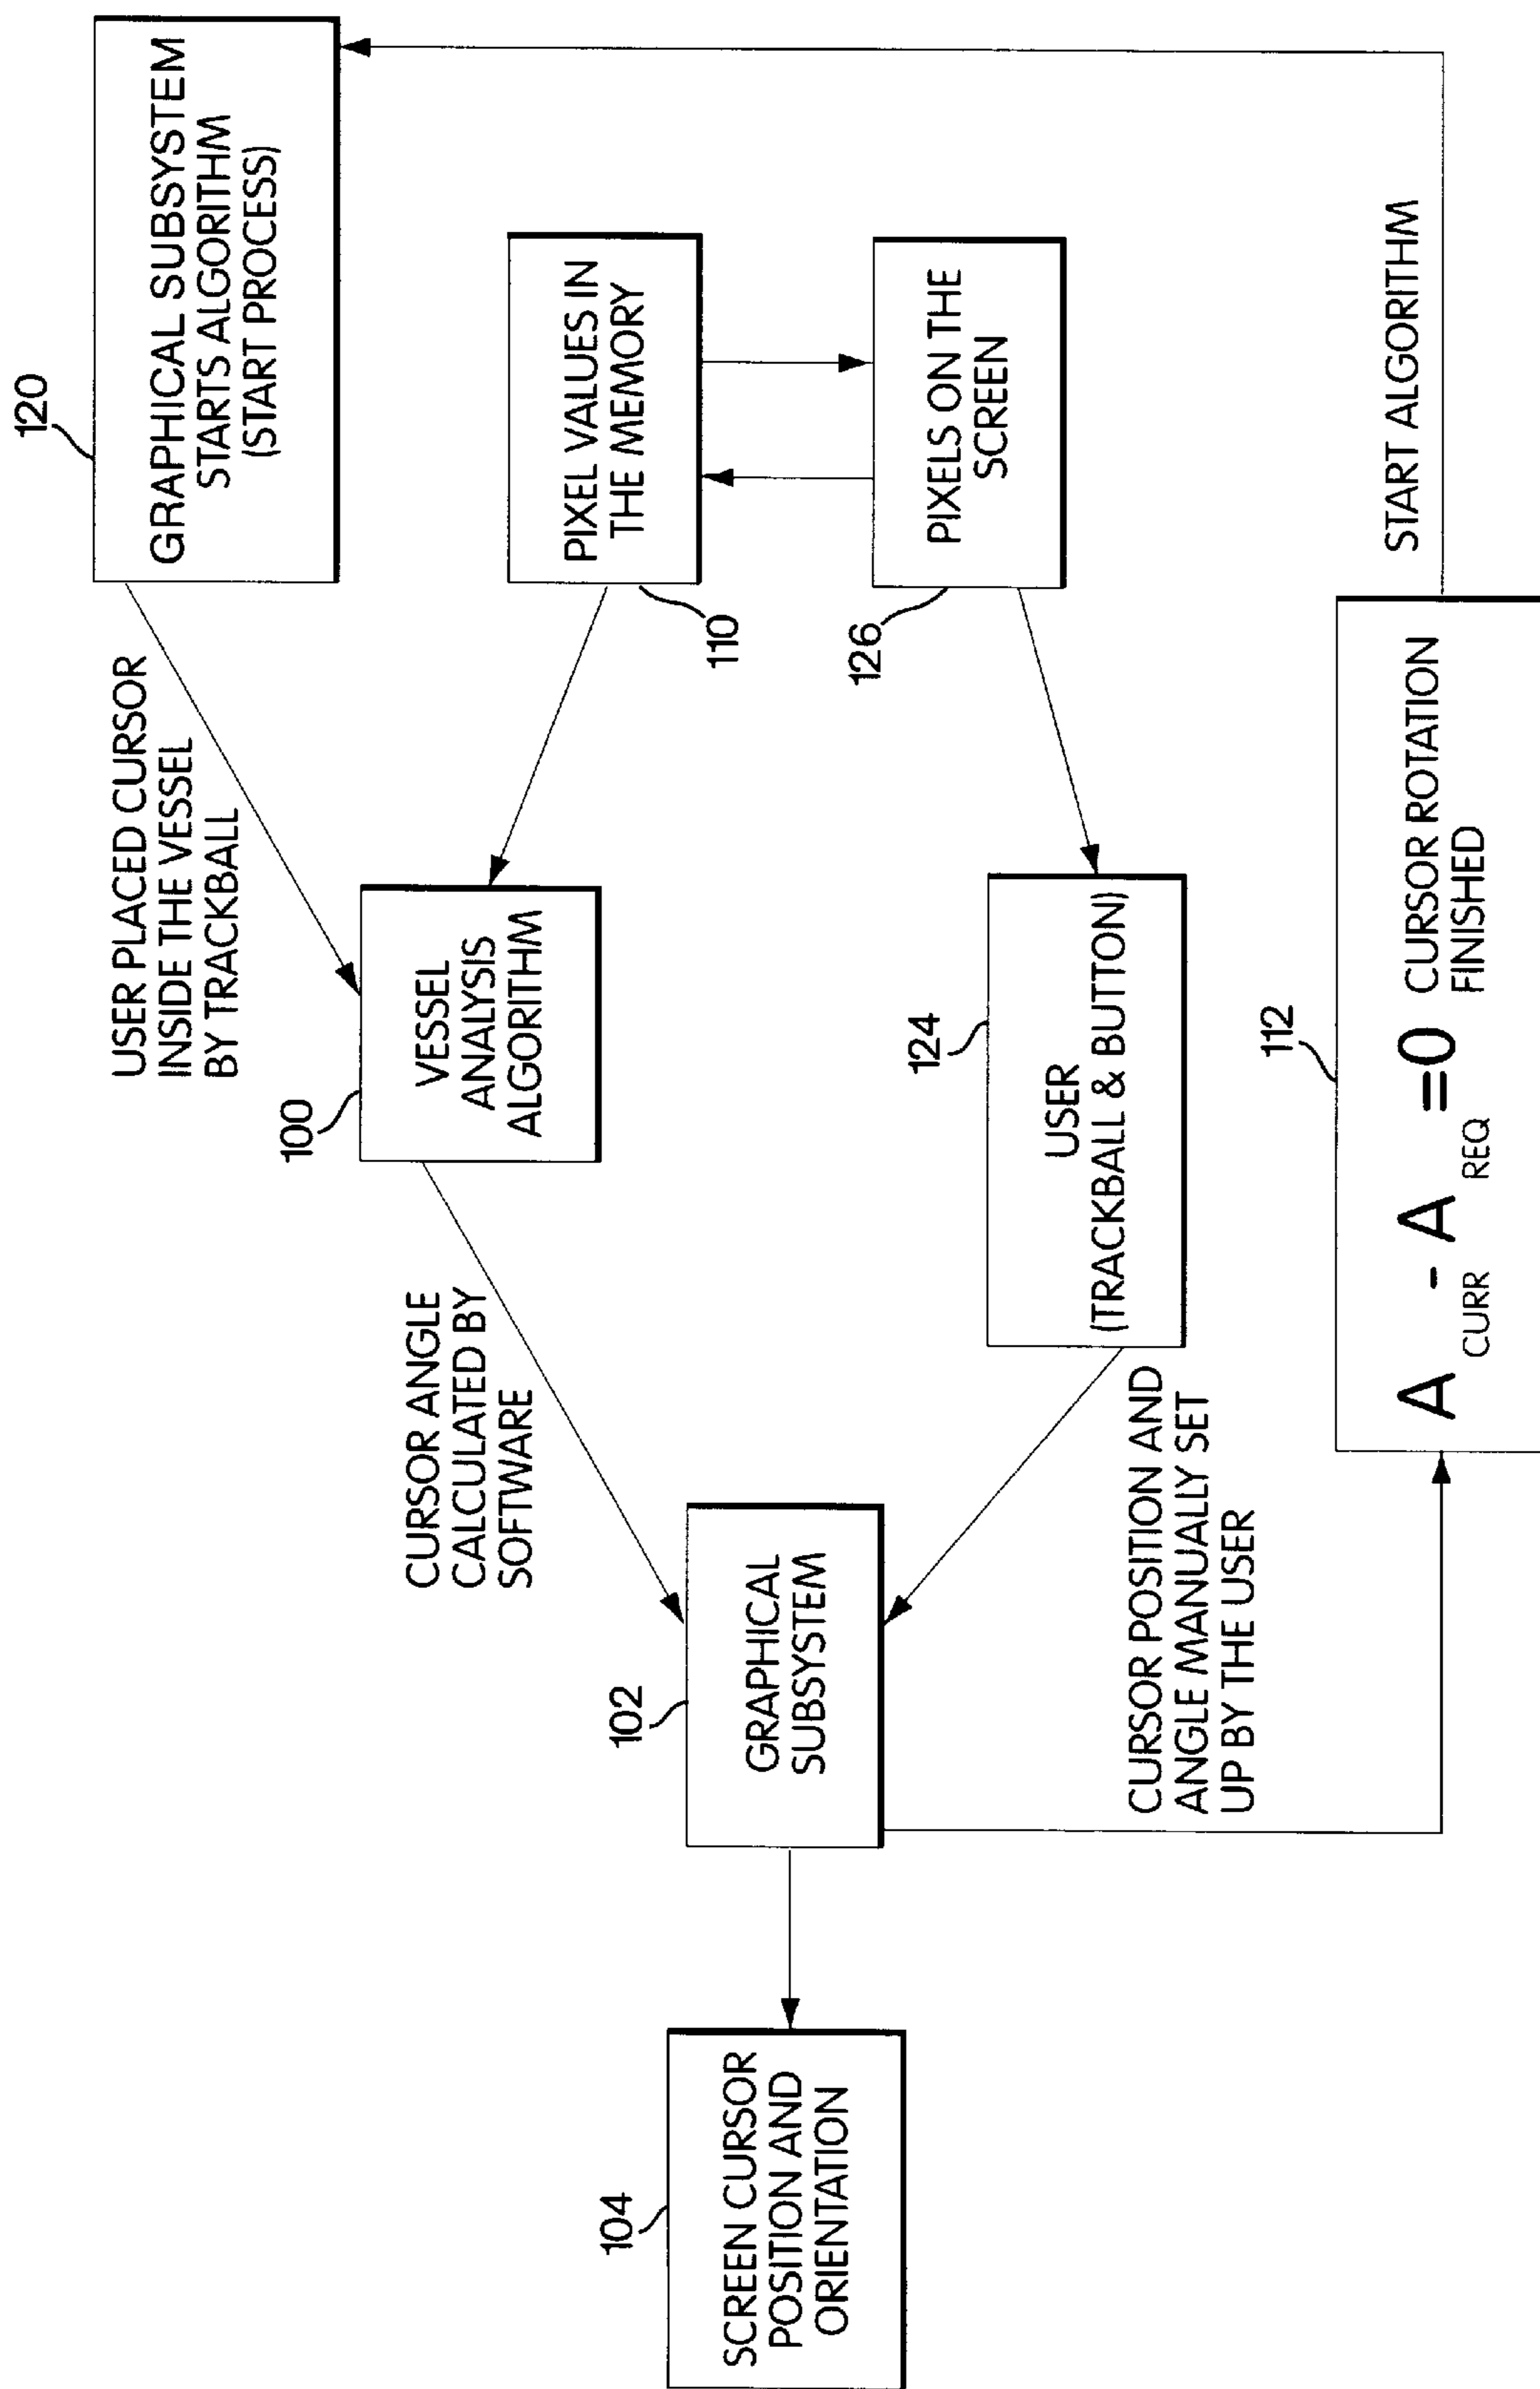 120
GRAPHICAL SUBSYSTEM
STARTS ALGORITHM
(START PROCESS)
USER PLACED CURSOR
INSIDE THE VESSEL
BY TRACKBALL
PIXEL VALUES IN
THE MEMORY
110
100
VESSEL
ANALYSIS
ALGORITHM
CURSOR ANGLE
CALCULATED BY
SOFTWARE
126
PIXELS ON THE
SCREEN
102
GRAPHICAL
SUBSYSTEM
104
SCREEN CURSOR
POSITION AND
ORIENTATION
124
USER
(TRACKBALL & BUTTON)
CURSOR POSITION AND
ANGLE MANUALLY SET
UP BY THE USER
112
A CURR - A REQ =0 CURSOR ROTATION
FINISHED
START ALGORITHM